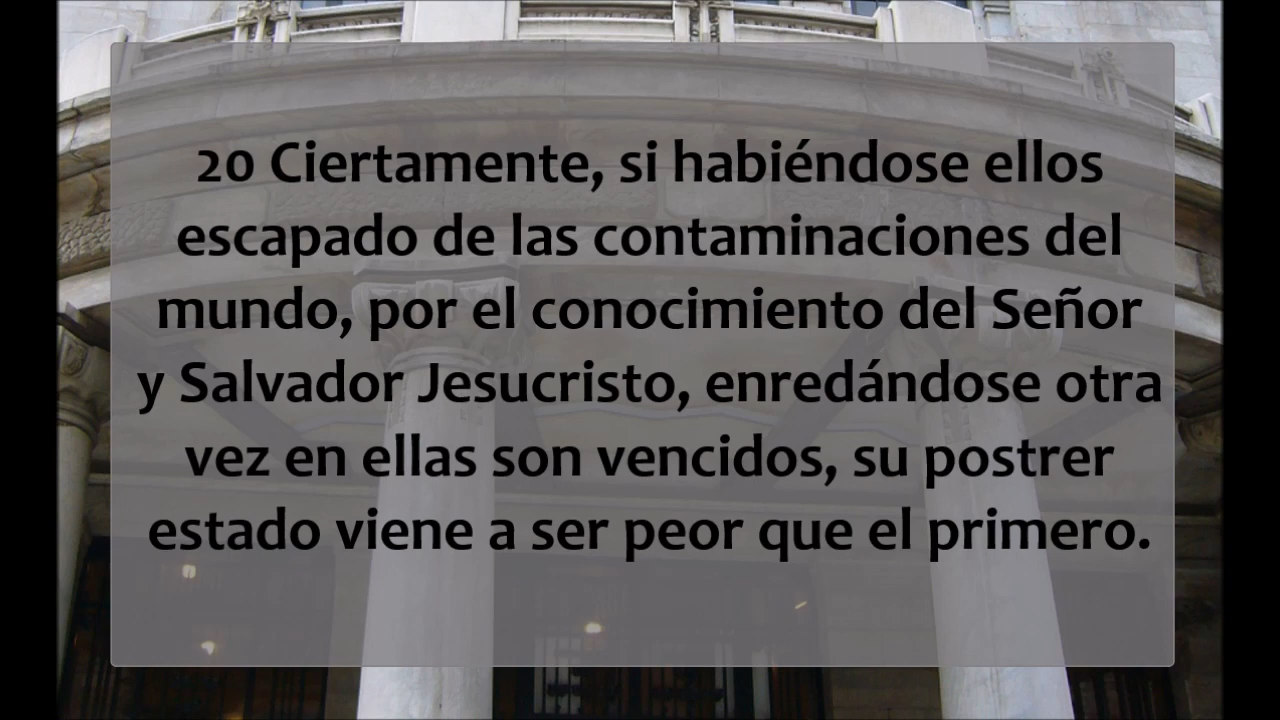 20 Ciertamente, si habiéndose ellos
escapado de las contaminaciones del
mundo, por el conocimiento del Señor
y Salvador Jesucristo, enredándose otra
vez en ellas son vencidos, su postrer
estado viene a ser peor que el primero.